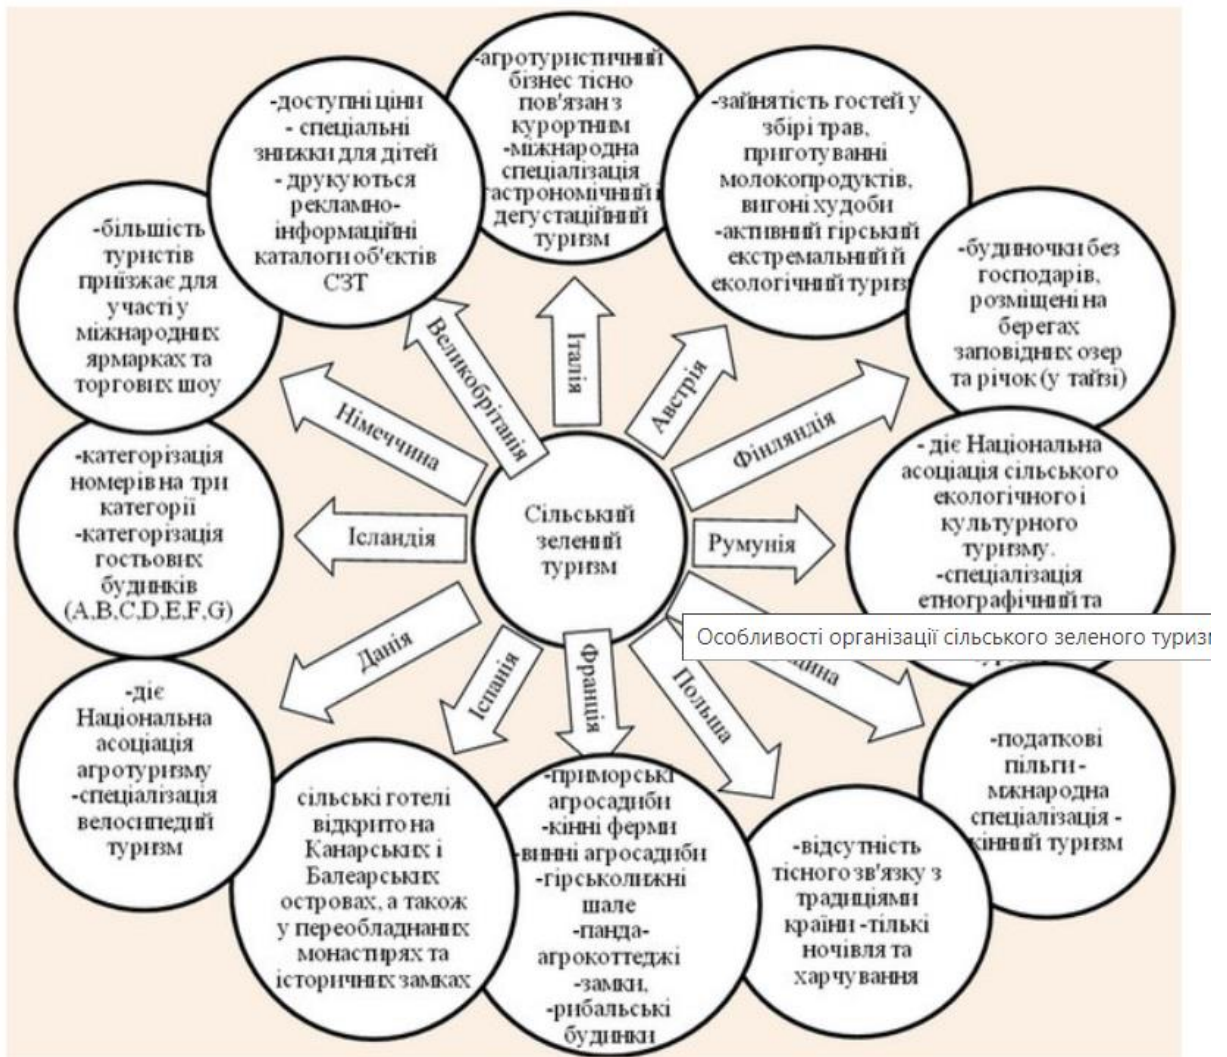 -агротуристичний
бізнес тісно
пов'язан з
курортним
-міжнародна
спеціалізація
гастрономічний і
дегустаційний
туризм
-доступні ціни
- спеціальні
знижки для дітей
- друкуються
рекламно-
інформаційні
каталоги об'єктів
СЗТ
-зайнятість гостей у
збірі трав,
приготуванні
молокопродуктів,
вигоні худоби
-активний гірський
екстремальний й
екологічний туризм
-більшість
туристів
приїзжає для
участі у
міжнародних
ярмарках та
торгових шоу
-будиночки без
господарів,
розміщені на
берегах
заповідних озер
та річок (у тайзі)
Великобрітанія
Італія
Австрія
Німеччина
Фінляндія
-категорізація
номерів на три
категорії
-категорізація
гостьових
будинків
(A,B,C,D,E,F,G)
Ісландія
Сільський
зелений
туризм
Румунія
- діє Національна
асоціація сільського
екологічного і
культурного
туризму.
-спеціалізація
етнографічний та
Особливості організації сільського зеленого
Данія
Іспанія
Франція
Польша
-діє
Національна
асоціація
агротуризму
-спеціалізація
велосипедий
туризм
сільські готелі
відкрито на
Канарських і
Балеарських
островах, а також
у переобладнаних
монастирях та
історичних замках
-приморські
агросадиби
-кінні ферми
-винні агросадиби
-гірськолижні
шале
-панда-
агрокоттеджі
-замки,
-рибальські
будинки
-відсутність
тісного зв'язку з
традиціями
країни -тількі
ночівля та
харчування
-податкові
пільги -
мжнародна
спеціалізація -
кінний туризм